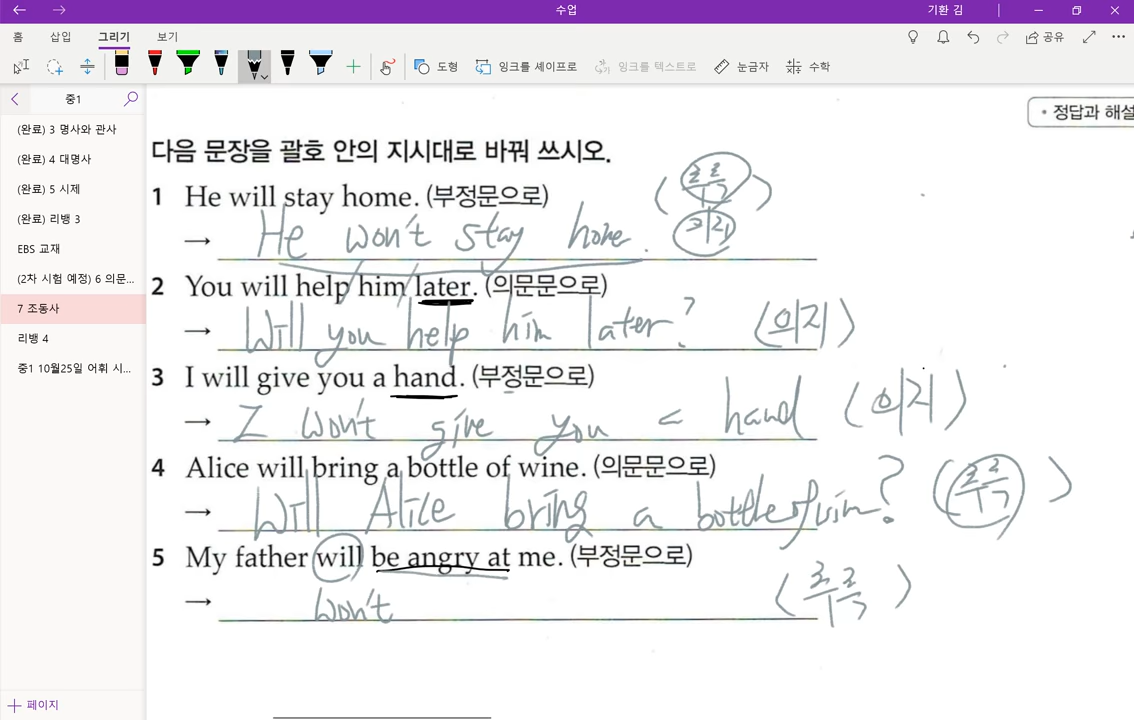 수업
기환 김
홈 삽입 그리기 보기
공유
도형 잉크를 셰이프로 잉크를 텍스트로 눈금자 수학
중1
(완료) 3 명사와 관사
(완료) 4 대명사
(완료) 5 시제
(완료) 리뱅 3
EBS 교재
(2차 시험 예정) 6 의문...
7 조동사
리뱅 4
중1 10월25일 어휘 시...
페이지
• 정답과 해설
다음 문장을 괄호 안의 지시대로 바꿔 쓰시오.
1 He will stay home. (부정문으로)
→ He won't stay home. (추측 의지)
2 You will help him later. (의문문으로)
→ Will you help him later? (의지)
3 I will give you a hand. (부정문으로)
→ I won't give you a hand (의지)
4 Alice will bring a bottle of wine. (의문문으로)
→ Will Alice bring a bottle of win? (추측)
5 My father will be angry at me. (부정문으로)
→ won't (추측)